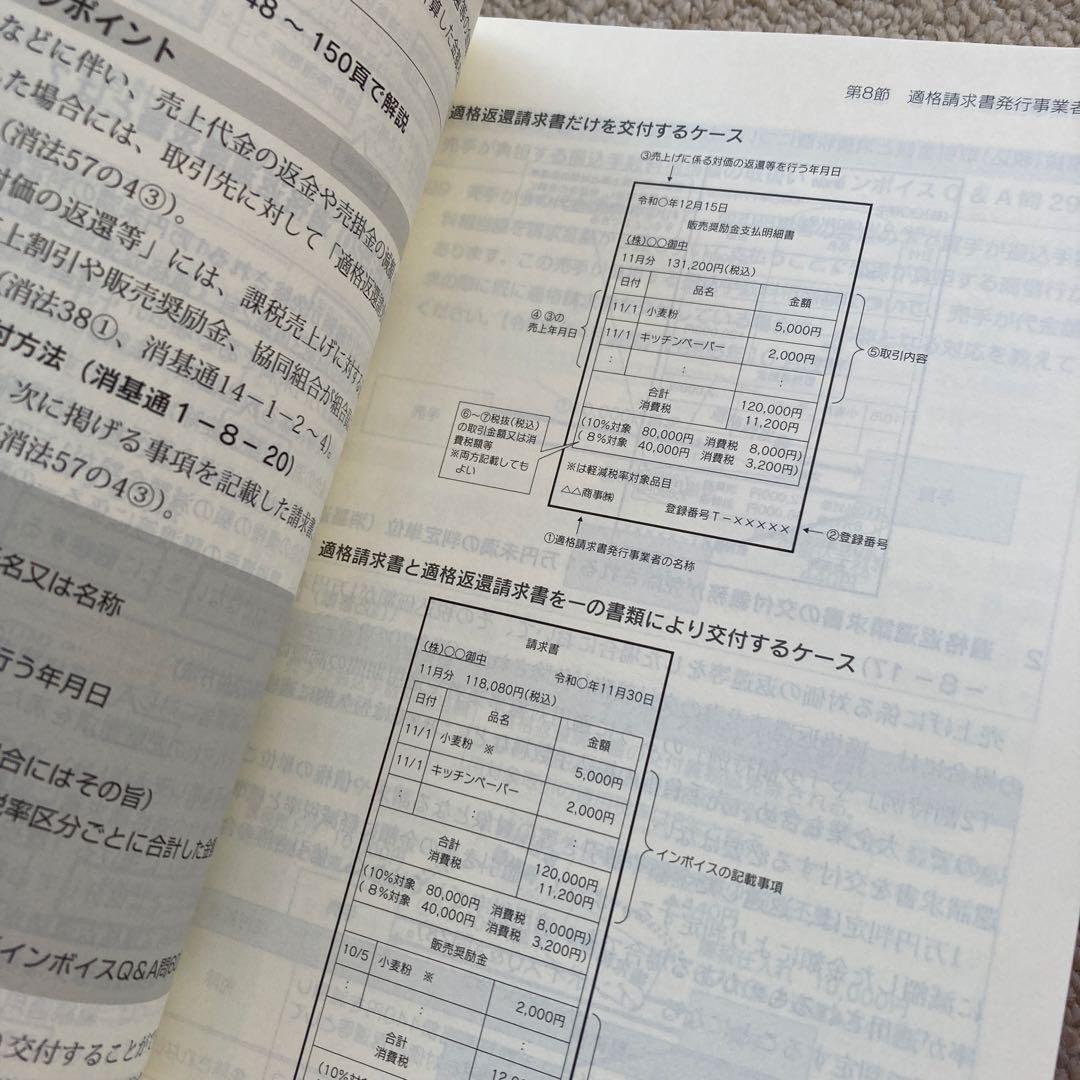 ポイント
48～150頁で解説
などに伴い、売上代金の返金や売掛金の減額
した場合には、取引先に対して「適格返還
(消法57の4③)。
対価の返還等」には、課税売上げに対する
上割引や販売奨励金、協同組合が組合員
(消法38①、消基通14－1－2～4)。
付方法（消基通1－8－20）
、次に掲げる事項を記載した請求書
消法57の4③)。
名又は名称
行う年月日
合にはその旨)
税率区分ごとに合計した金
インボイスQ&A問60
交付することが
第8節　適格請求書発行事業者
適格返還請求書だけを交付するケース
③売上げに係る対価の返還等を行う年月日
令和○年12月15日
販売奨励金支払明細書
(株)○○御中
11月分　131,200円(税込)
日付　品名　金額
11/1　小麦粉　5,000円
11/1　キッチンペーパー　2,000円
：　：　：
合計　120,000円
消費税　11,200円
(10%対象　80,000円　消費税　8,000円)
(8%対象　40,000円　消費税　3,200円)
※は軽減税率対象品目
△△商事㈱
登録番号T－×××××
④ ③の
売上年月日
⑤取引内容
⑥～⑦税抜(税込)
の取引金額又は消
費税額等
※両方記載しても
よい
①適格請求書発行事業者の名称
②登録番号
適格請求書と適格返還請求書を一の書類により交付するケース
請求書
(株)○○御中
令和○年11月30日
11月分　118,080円(税込)
日付　品名　金額
11/1　小麦粉　※　5,000円
11/1　キッチンペーパー　2,000円
：　：　：
合計　120,000円
消費税　11,200円
(10%対象　80,000円　消費税　8,000円)
(8%対象　40,000円　消費税　3,200円)
インボイスの記載事項
販売奨励金
10/5　小麦粉　※　2,000円
：　：　：
合計
消費税